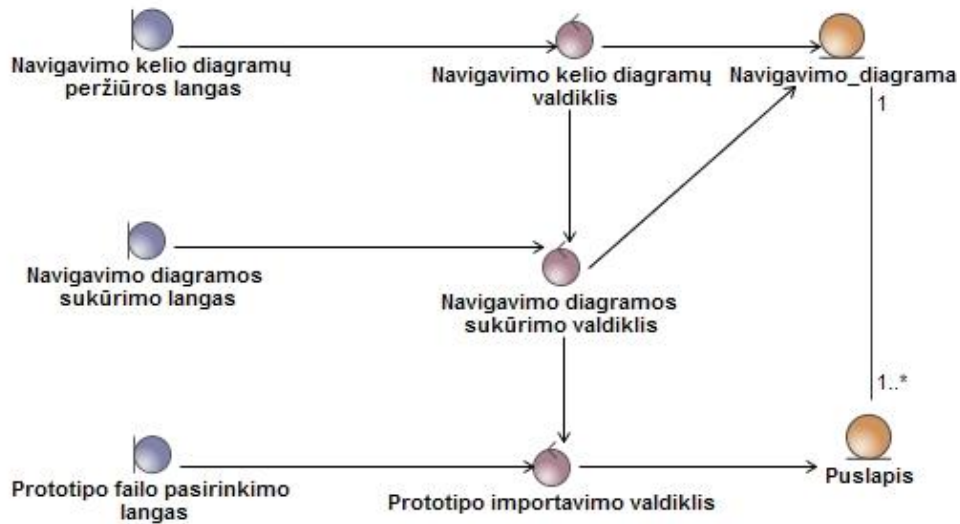 Navigavimo kelio diagramų
peržiūros langas
Navigavimo kelio diagramų
valdiklis
Navigavimo_diagrama
1
Navigavimo diagramos
sukūrimo langas
Navigavimo diagramos
sukūrimo valdiklis
1..*
Prototipo failo pasirinkimo
langas
Prototipo importavimo valdiklis
Puslapis